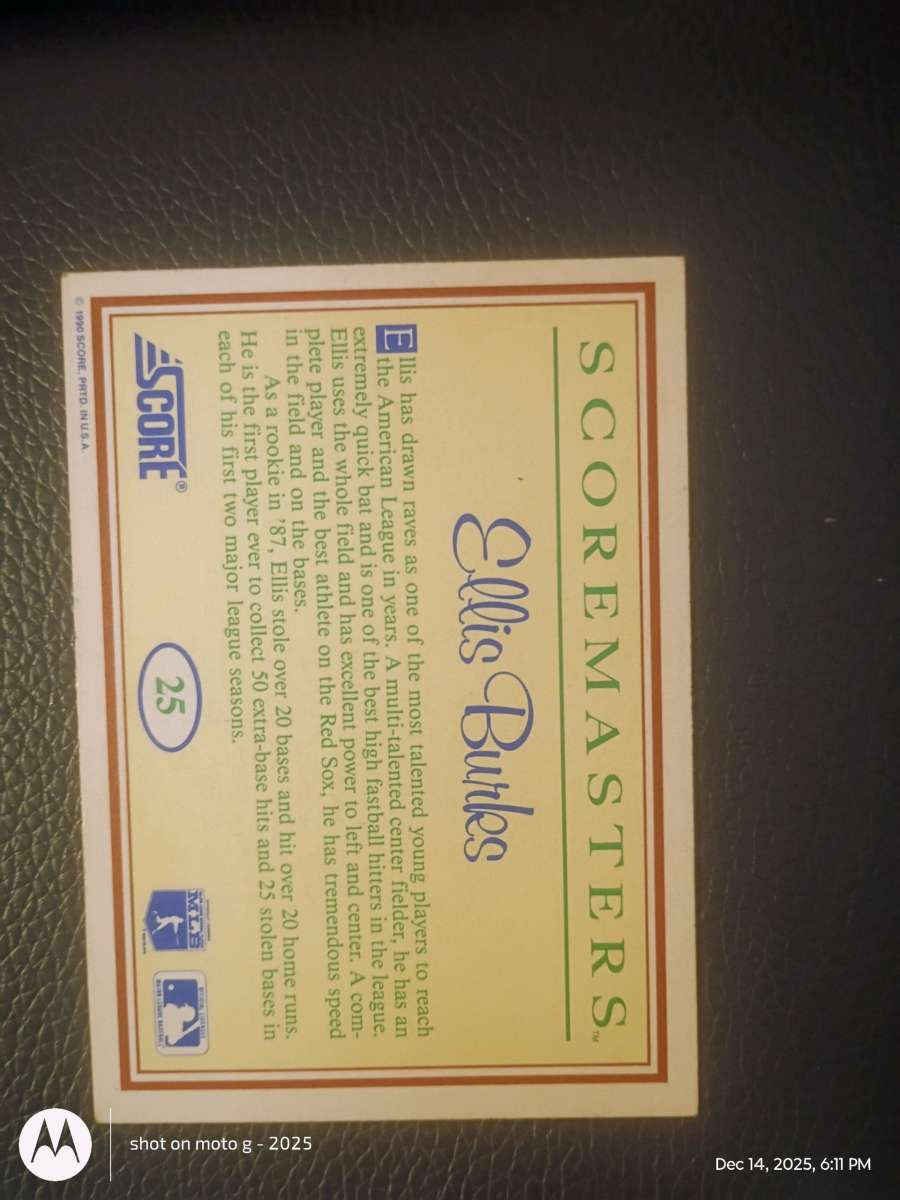 SCOREMASTERS™
Ellis Burks
Ellis has drawn raves as one of the most talented young players to reach
the American League in years. A multi-talented center fielder, he has an
extremely quick bat and is one of the best high fastball hitters in the league.
Ellis uses the whole field and has excellent power to left and center. A com-
plete player and the best athlete on the Red Sox, he has tremendous speed
in the field and on the bases.
As a rookie in '87, Ellis stole over 20 bases and hit over 20 home runs.
He is the first player ever to collect 50 extra-base hits and 25 stolen bases in
each of his first two major league seasons.
SCORE®
25
© 1990 SCORE, PRTD. IN U.S.A.
shot on moto g - 2025
Dec 14, 2025, 6:11 PM